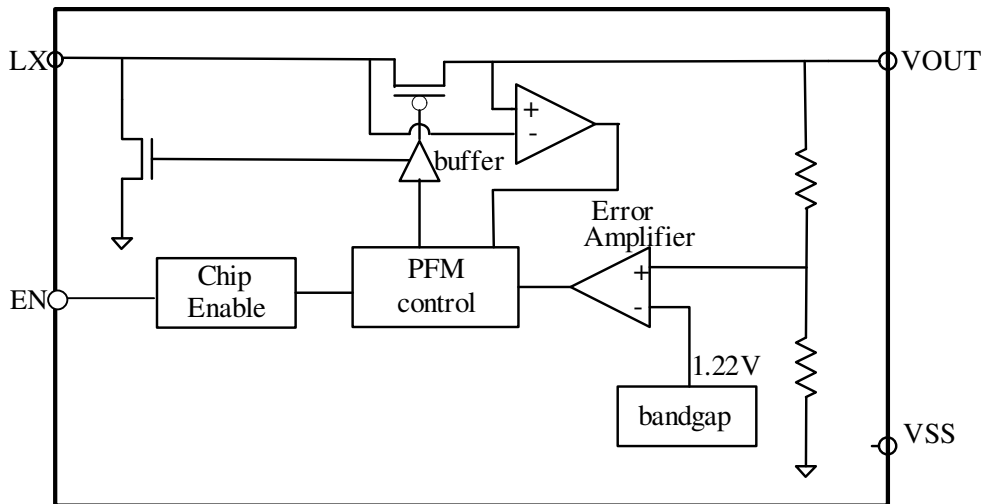 LX
VOUT
+
-
buffer
Error
Amplifier
EN
Chip
Enable
PFM
control
+
-
1.22V
bandgap
VSS